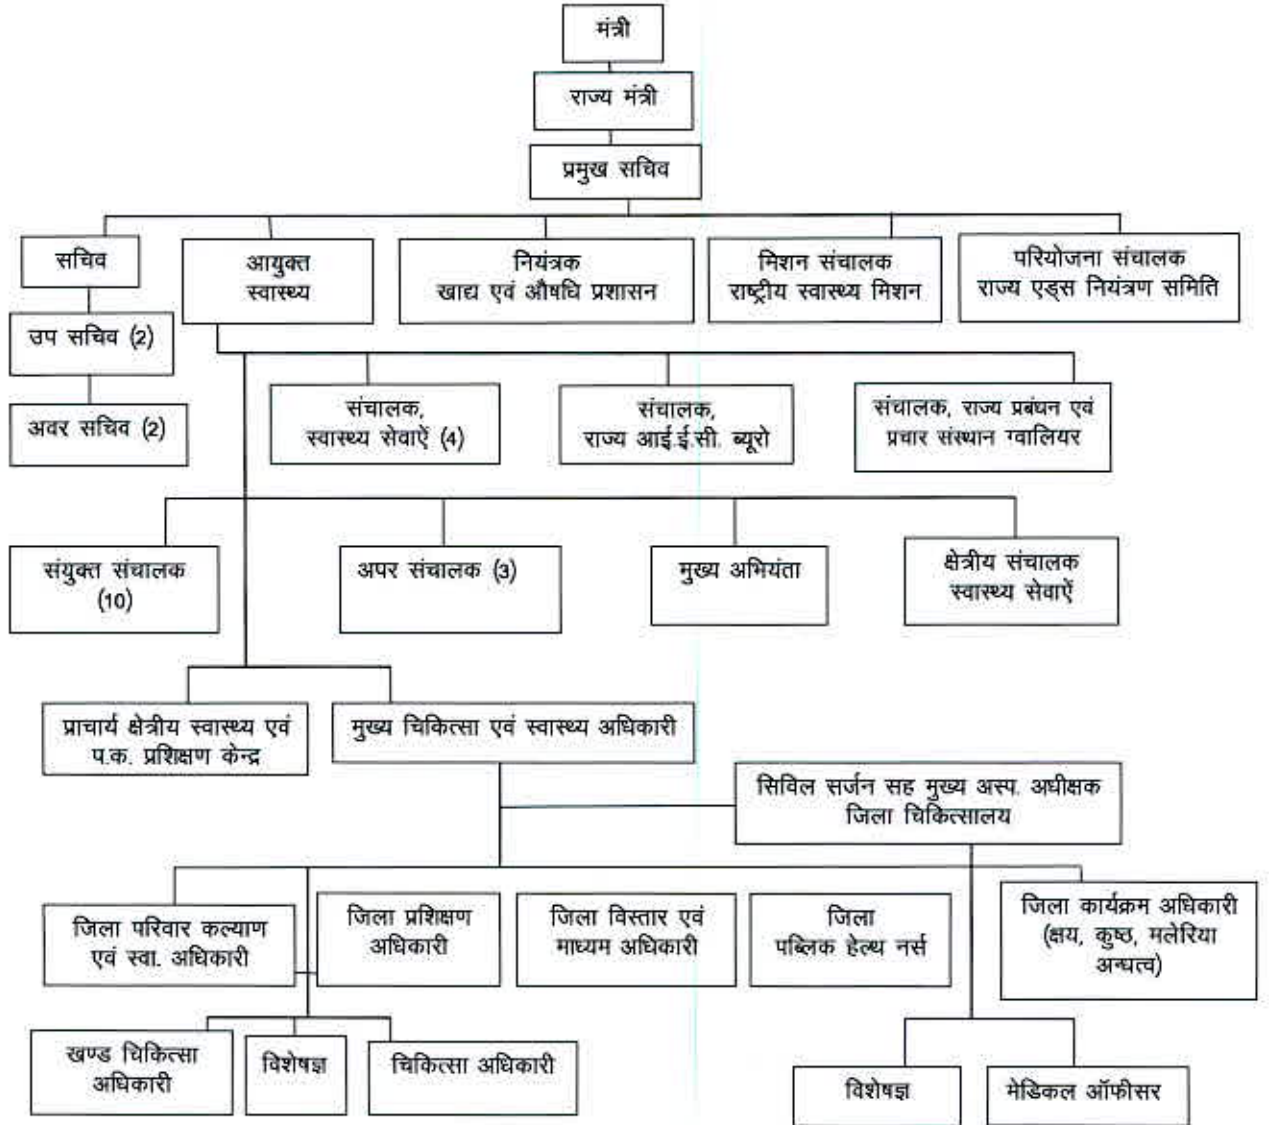 मंत्री
राज्य मंत्री
प्रमुख सचिव
सचिव
आयुक्त
स्वास्थ्य
नियंत्रक
खाद्य एवं औषधि प्रशासन
मिशन संचालक
राष्ट्रीय स्वास्थ्य मिशन
परियोजना संचालक
राज्य एड्स नियंत्रण समिति
उप सचिव (2)
अवर सचिव (2)
संचालक,
स्वास्थ्य सेवाऐं (4)
संचालक,
राज्य आई.ई.सी. ब्यूरो
संचालक, राज्य प्रबंधन एवं
प्रचार संस्थान ग्वालियर
संयुक्त संचालक
(10)
अपर संचालक (3)
मुख्य अभियंता
क्षेत्रीय संचालक
स्वास्थ्य सेवाऐं
प्राचार्य क्षेत्रीय स्वास्थ्य एवं
प.क. प्रशिक्षण केन्द्र
मुख्य चिकित्सा एवं स्वास्थ्य अधिकारी
सिविल सर्जन सह मुख्य अस्प. अधीक्षक
जिला चिकित्सालय
जिला परिवार कल्याण
एवं स्वा. अधिकारी
जिला प्रशिक्षण
अधिकारी
जिला विस्तार एवं
माध्यम अधिकारी
जिला
पब्लिक हेल्थ नर्स
जिला कार्यक्रम अधिकारी
(क्षय, कुष्ठ, मलेरिया
अन्धत्व)
खण्ड चिकित्सा
अधिकारी
विशेषज्ञ
चिकित्सा अधिकारी
विशेषज्ञ
मेडिकल ऑफीसर